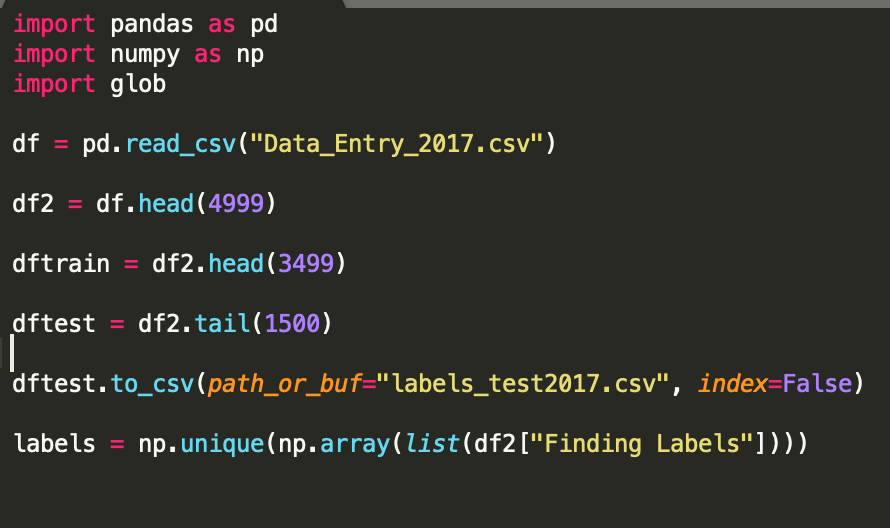 import pandas as pd
import numpy as np
import glob
df = pd.read_csv("Data_Entry_2017.csv")
df2 = df.head(4999)
dftrain = df2.head(3499)
dftest = df2.tail(1500)
dftest.to_csv(path_or_buf="labels_test2017.csv", index=False)
labels = np.unique(np.array(list(df2["Finding Labels"])))